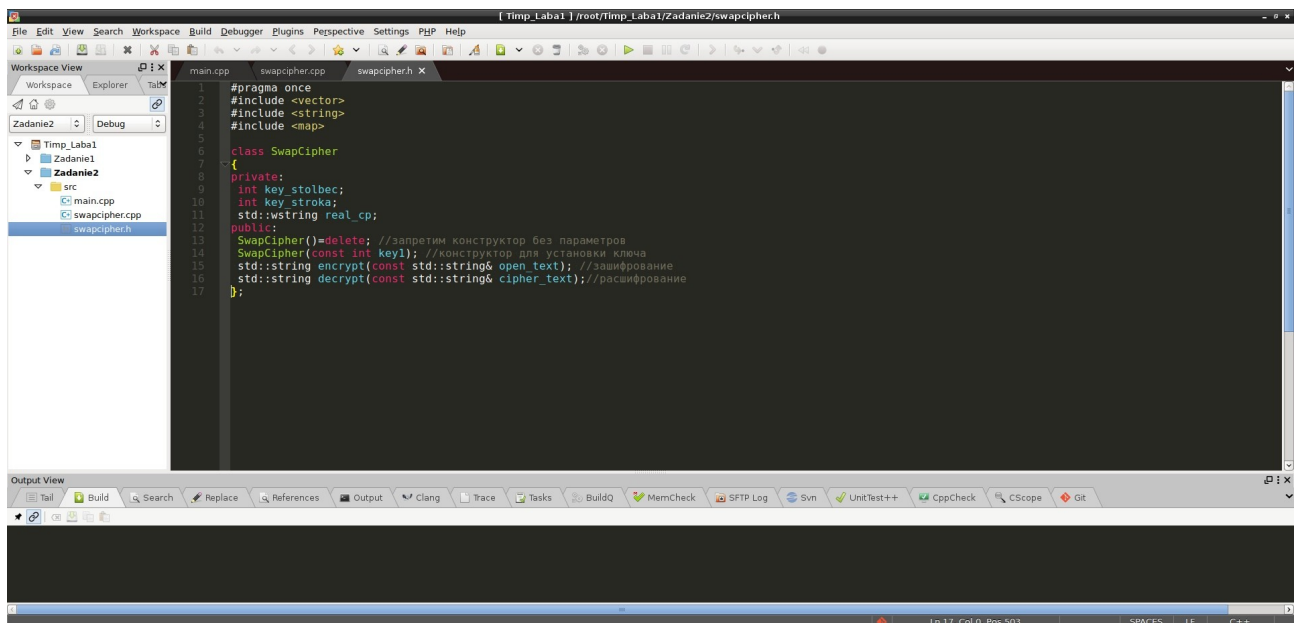 [ Timp_Laba1 ] /root/Timp_Laba1/Zadanie2/swapcipher.h
File Edit View Search Workspace Build Debugger Plugins Perspective Settings PHP Help
Workspace View
main.cpp swapcipher.cpp swapcipher.h
Workspace Explorer
Zadanie2 Debug
Timp_Laba1
Zadanie1
Zadanie2
src
main.cpp
swapcipher.cpp
swapcipher.h
1 #pragma once
2 #include <vector>
3 #include <string>
4 #include <map>
5
6 class SwapCipher
7 {
8 private:
9 int key_stolbec;
10 int key_stroka;
11 std::wstring real_cp;
12 public:
13 SwapCipher()=delete; //запретим конструктор без параметров
14 SwapCipher(const int key1); //конструктор для установки ключа
15 std::string encrypt(const std::string& open_text); //зашифрование
16 std::string decrypt(const std::string& cipher_text);//расшифрование
17 };
Output View
Tail Build Search Replace References Output Clang Trace Tasks BuildQ MemCheck SFTP Log Svn UnitTest++ CppCheck CScope Git
Ln 17, Col 0, Pos 503 SPACES LF C++